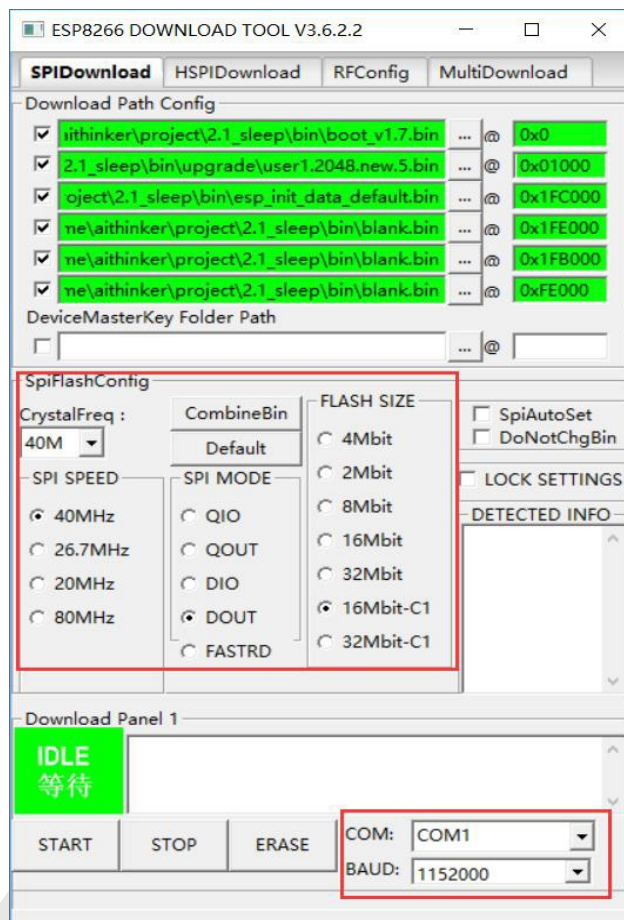 ESP8266 DOWNLOAD TOOL V3.6.2.2
SPIDownload HSPIDownload RFConfig MultiDownload
Download Path Config
aithinker\project\2.1_sleep\bin\boot_v1.7.bin ... @ 0x0
2.1_sleep\bin\upgrade\user1.2048.new.5.bin ... @ 0x01000
oject\2.1_sleep\bin\esp_init_data_default.bin ... @ 0x1FC000
ne\aithinker\project\2.1_sleep\bin\blank.bin ... @ 0x1FE000
ne\aithinker\project\2.1_sleep\bin\blank.bin ... @ 0x1FB000
ne\aithinker\project\2.1_sleep\bin\blank.bin ... @ 0xFE000
DeviceMasterKey Folder Path
... @
SpiFlashConfig
CrystalFreq :
40M
CombineBin
Default
SPI SPEED
40MHz
26.7MHz
20MHz
80MHz
SPI MODE
QIO
QOUT
DIO
DOUT
FASTRD
FLASH SIZE
4Mbit
2Mbit
8Mbit
16Mbit
32Mbit
16Mbit-C1
32Mbit-C1
SpiAutoSet
DoNotChgBin
LOCK SETTINGS
DETECTED INFO
Download Panel 1
IDLE
等待
START STOP ERASE
COM: COM1
BAUD: 1152000